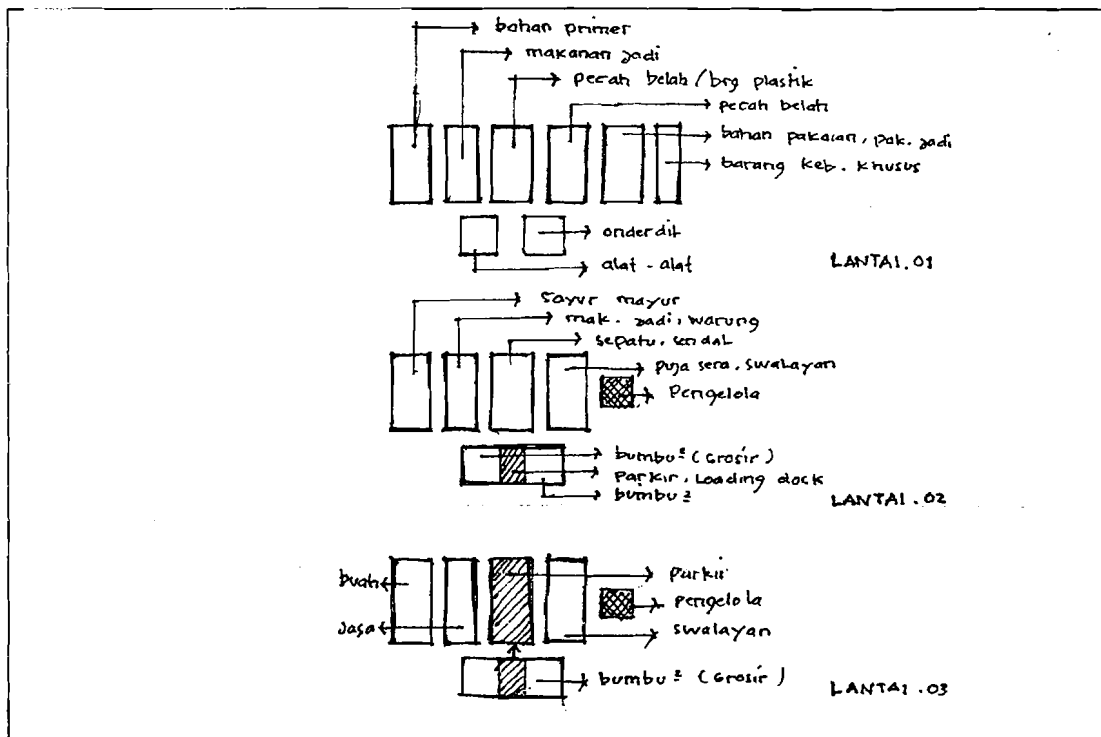 bahan primer
makanan jadi
pecah belah / brg plastik
pecah belah
bahan pakaian, pak. jadi
barang keb. khusus
onderdil
alat - alat
LANTAI . 01
sayur mayur
mak. jadi, warung
sepatu, sendal
puja sera, swalayan
pengelola
bumbu² (Grosir)
parkir, Loading dock
bumbu²
LANTAI . 02
buah
parkir
pengelola
jasa
swalayan
bumbu² (Grosir)
LANTAI . 03